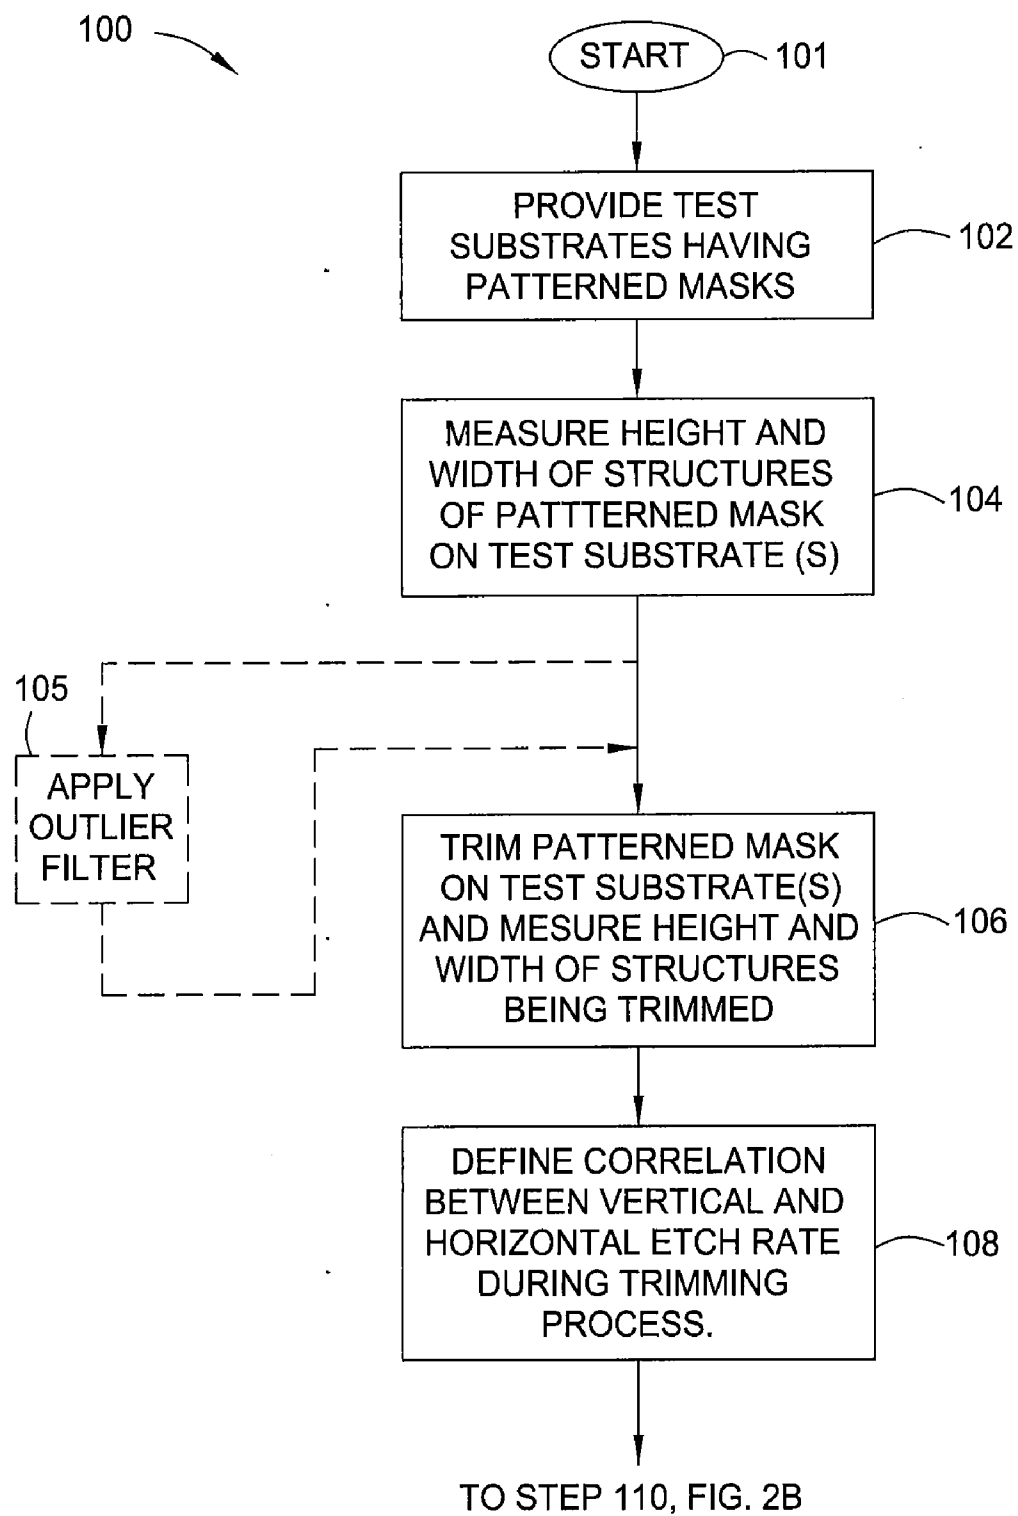 100
START
101
PROVIDE TEST
SUBSTRATES HAVING
PATTERNED MASKS
102
MEASURE HEIGHT AND
WIDTH OF STRUCTURES
OF PATTTERNED MASK
ON TEST SUBSTRATE (S)
104
105
APPLY
OUTLIER
FILTER
TRIM PATTERNED MASK
ON TEST SUBSTRATE(S)
AND MESURE HEIGHT AND
WIDTH OF STRUCTURES
BEING TRIMMED
106
DEFINE CORRELATION
BETWEEN VERTICAL AND
HORIZONTAL ETCH RATE
DURING TRIMMING
PROCESS.
108
TO STEP 110, FIG. 2B